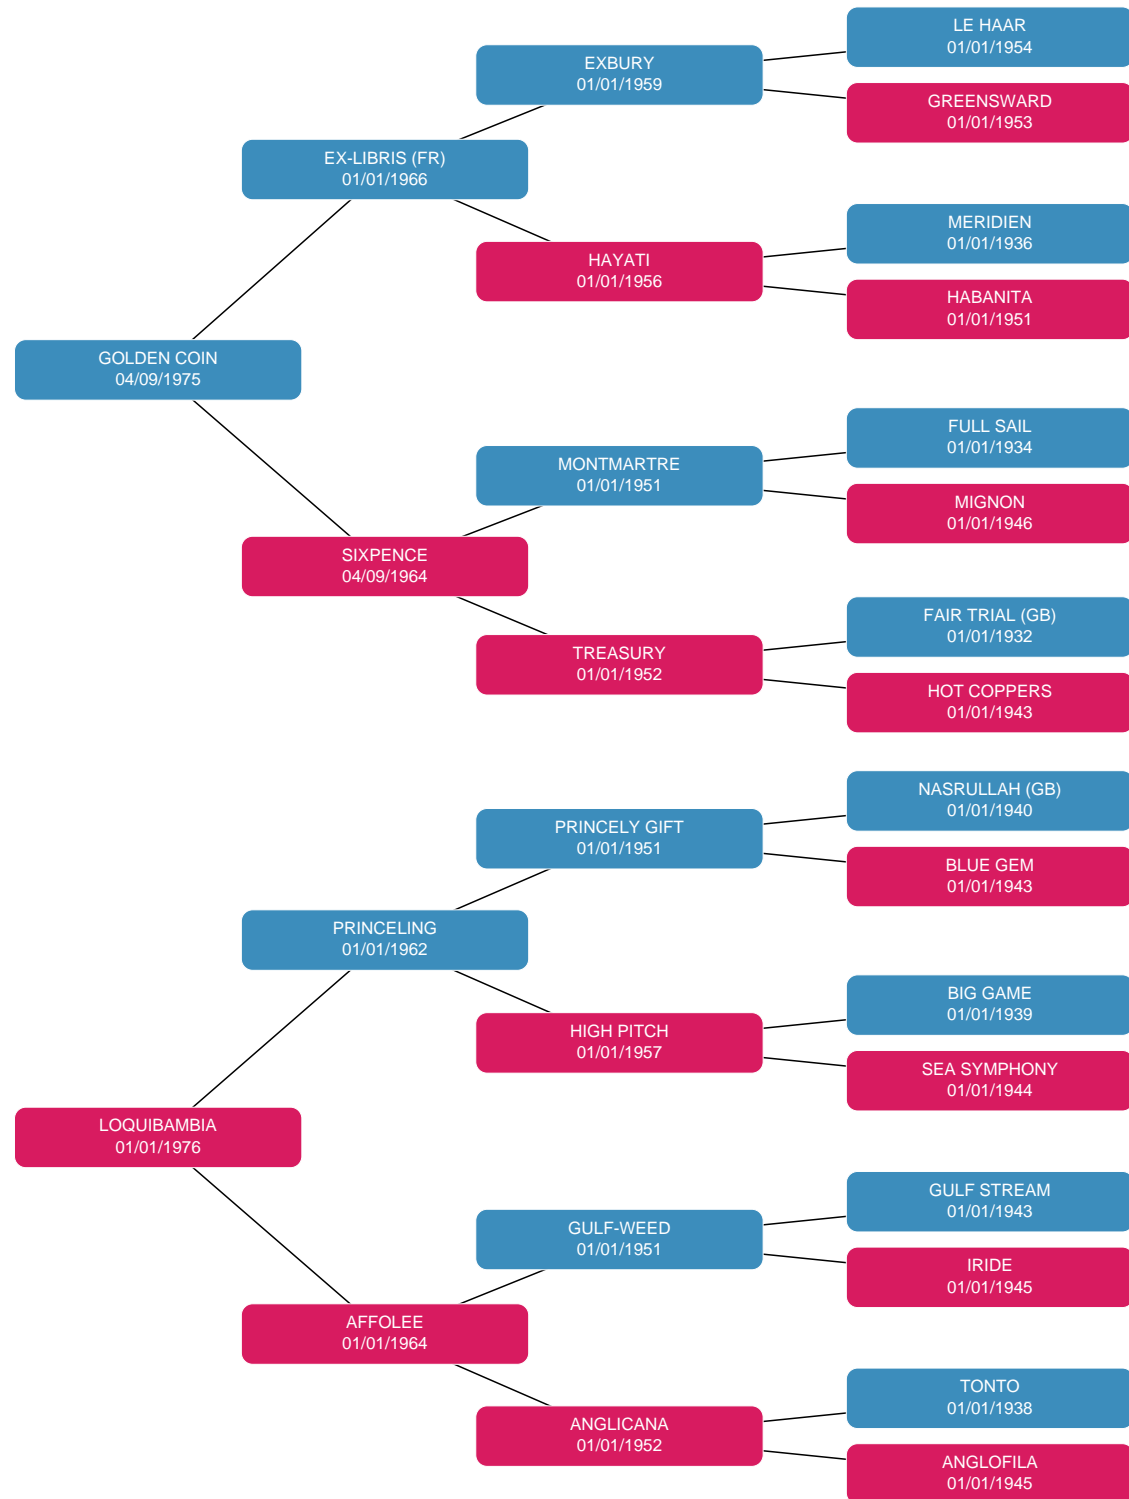 LE HAAR
01/01/1954
EXBURY
01/01/1959
GREENSWARD
01/01/1953
EX-LIBRIS (FR)
01/01/1966
MERIDIEN
01/01/1936
HAYATI
01/01/1956
HABANITA
01/01/1951
GOLDEN COIN
04/09/1975
FULL SAIL
01/01/1934
MONTMARTRE
01/01/1951
MIGNON
01/01/1946
SIXPENCE
04/09/1964
FAIR TRIAL (GB)
01/01/1932
TREASURY
01/01/1952
HOT COPPERS
01/01/1943
NASRULLAH (GB)
01/01/1940
PRINCELY GIFT
01/01/1951
BLUE GEM
01/01/1943
PRINCELING
01/01/1962
BIG GAME
01/01/1939
HIGH PITCH
01/01/1957
SEA SYMPHONY
01/01/1944
LOQUIBAMBIA
01/01/1976
GULF STREAM
01/01/1943
GULF-WEED
01/01/1951
IRIDE
01/01/1945
AFFOLEE
01/01/1964
TONTO
01/01/1938
ANGLICANA
01/01/1952
ANGLOFILA
01/01/1945